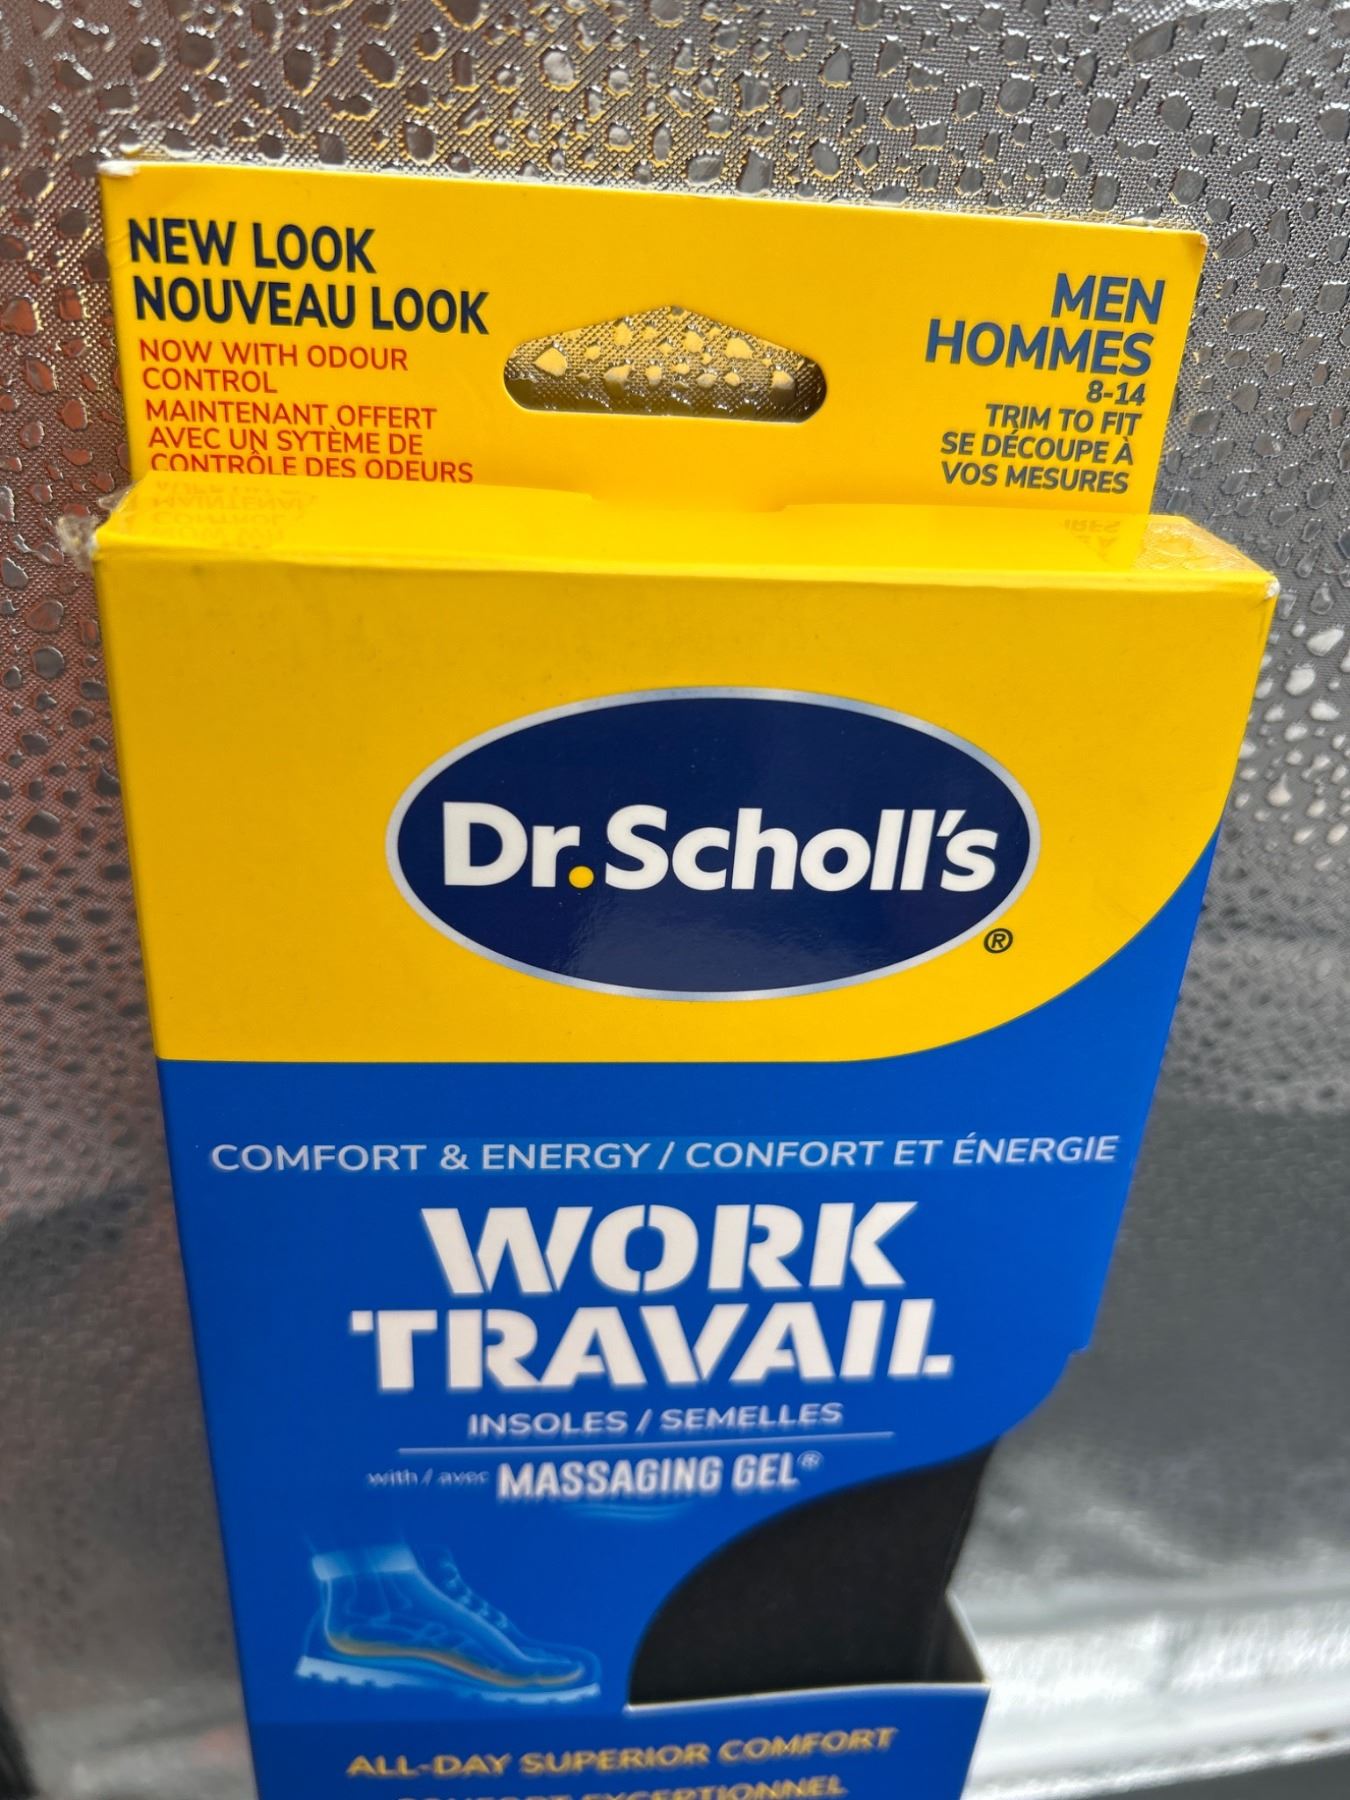 NEW LOOK
NOUVEAU LOOK
NOW WITH ODOUR
CONTROL
MAINTENANT OFFERT
AVEC UN SYTÈME DE
CONTRÔLE DES ODEURS
MEN
HOMMES
8-14
TRIM TO FIT
SE DÉCOUPE À
VOS MESURES
Dr. Scholl's
®
COMFORT & ENERGY / CONFORT ET ÉNERGIE
WORK
TRAVAIL
INSOLES / SEMELLES
with / avec MASSAGING GEL®
ALL-DAY SUPERIOR COMFORT
CONFORT EXCEPTIONNEL